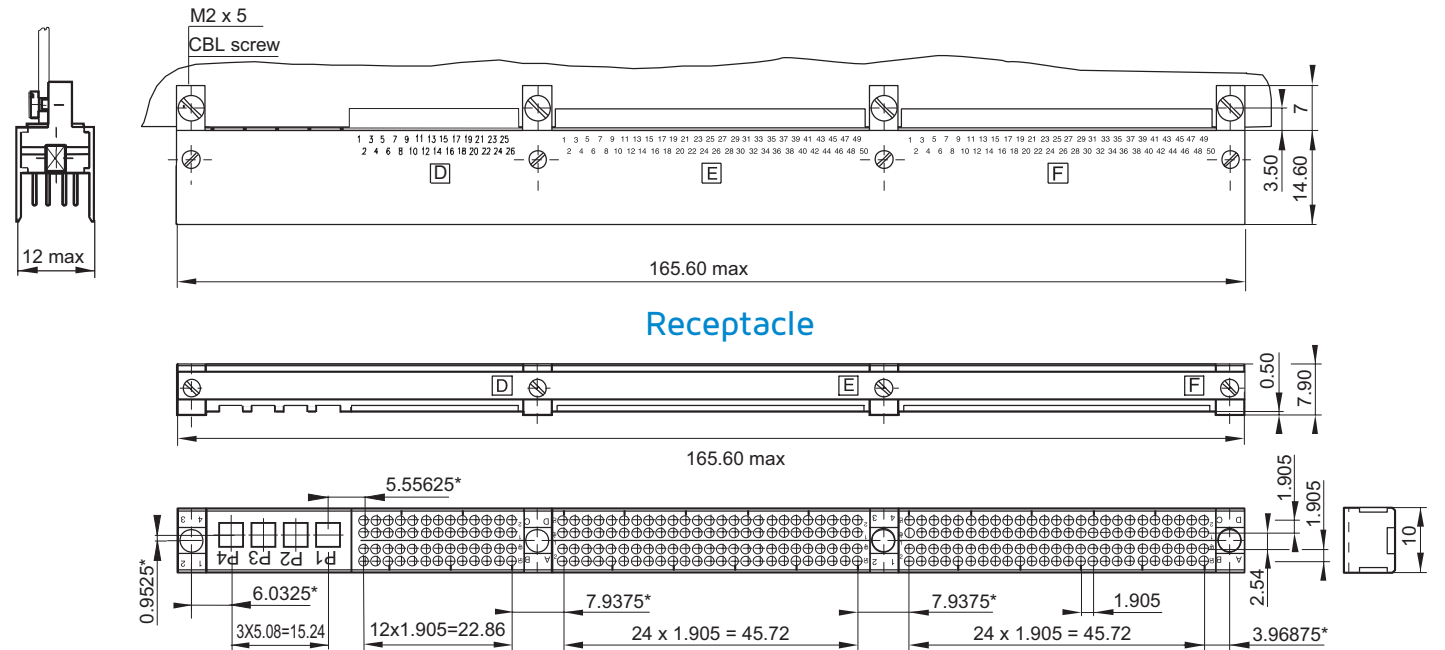 M2 x 5
CBL screw
1 3 5 7 9 11 13 15 17 19 21 23 25
2 4 6 8 10 12 14 16 18 20 22 24 26
D
1 3 5 7 9 11 13 15 17 19 21 23 25 27 29 31 33 35 37 39 41 43 45 47 49
2 4 6 8 10 12 14 16 18 20 22 24 26 28 30 32 34 36 38 40 42 44 46 48 50
E
1 3 5 7 9 11 13 15 17 19 21 23 25 27 29 31 33 35 37 39 41 43 45 47 49
2 4 6 8 10 12 14 16 18 20 22 24 26 28 30 32 34 36 38 40 42 44 46 48 50
F
7
3.50
14.60
12 max
165.60 max
Receptacle
D
E
F
0.50
7.90
165.60 max
5.55625*
1.905
1.905
3 4
C D
3 4
C D
P4 P3 P2 P1
2 1
B A
2 1
B A
10
0.9525*
2.54
6.0325*
7.9375*
7.9375*
1.905
3X5.08=15.24
12x1.905=22.86
24 x 1.905 = 45.72
24 x 1.905 = 45.72
3.96875*